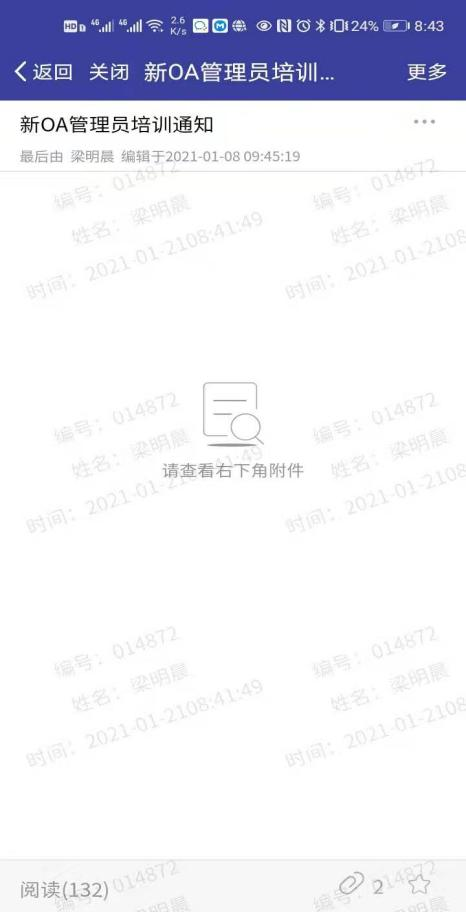 HD 4G 4G 2.6 K/s 24% 8:43
返回 关闭 新OA管理员培训... 更多
新OA管理员培训通知
最后由 梁明晨 编辑于2021-01-08 09:45:19
编号：014872 编号：014872
姓名：梁明晨 姓名：梁明晨
时间：2021-01-2108:41:49 时间：2021-01-2108
编号：014872 编号：014872
请查看右下角附件
姓名：梁明晨 姓名：梁明晨
时间：2021-01-2108:41:49 时间：2021-01-2108
编号：014872 编号：014872
姓名：梁明晨 姓名：梁明晨
时间：2021-01-2108:41:49 时间：2021-01-2108
阅读(132) 2
014872 014872